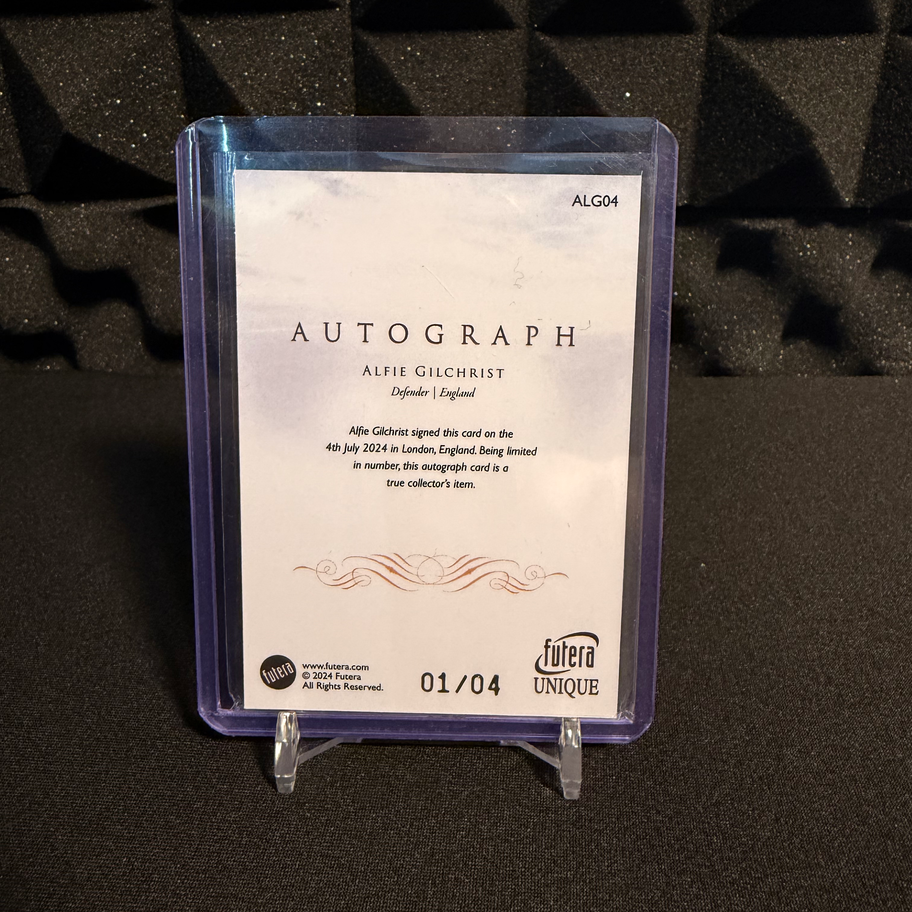 ALG04
AUTOGRAPH
ALFIE GILCHRIST
Defender | England
Alfie Gilchrist signed this card on the
4th July 2024 in London, England. Being limited
in number, this autograph card is a
true collector's item.
futera
www.futera.com
© 2024 Futera
All Rights Reserved.
01/04
futera
UNIQUE